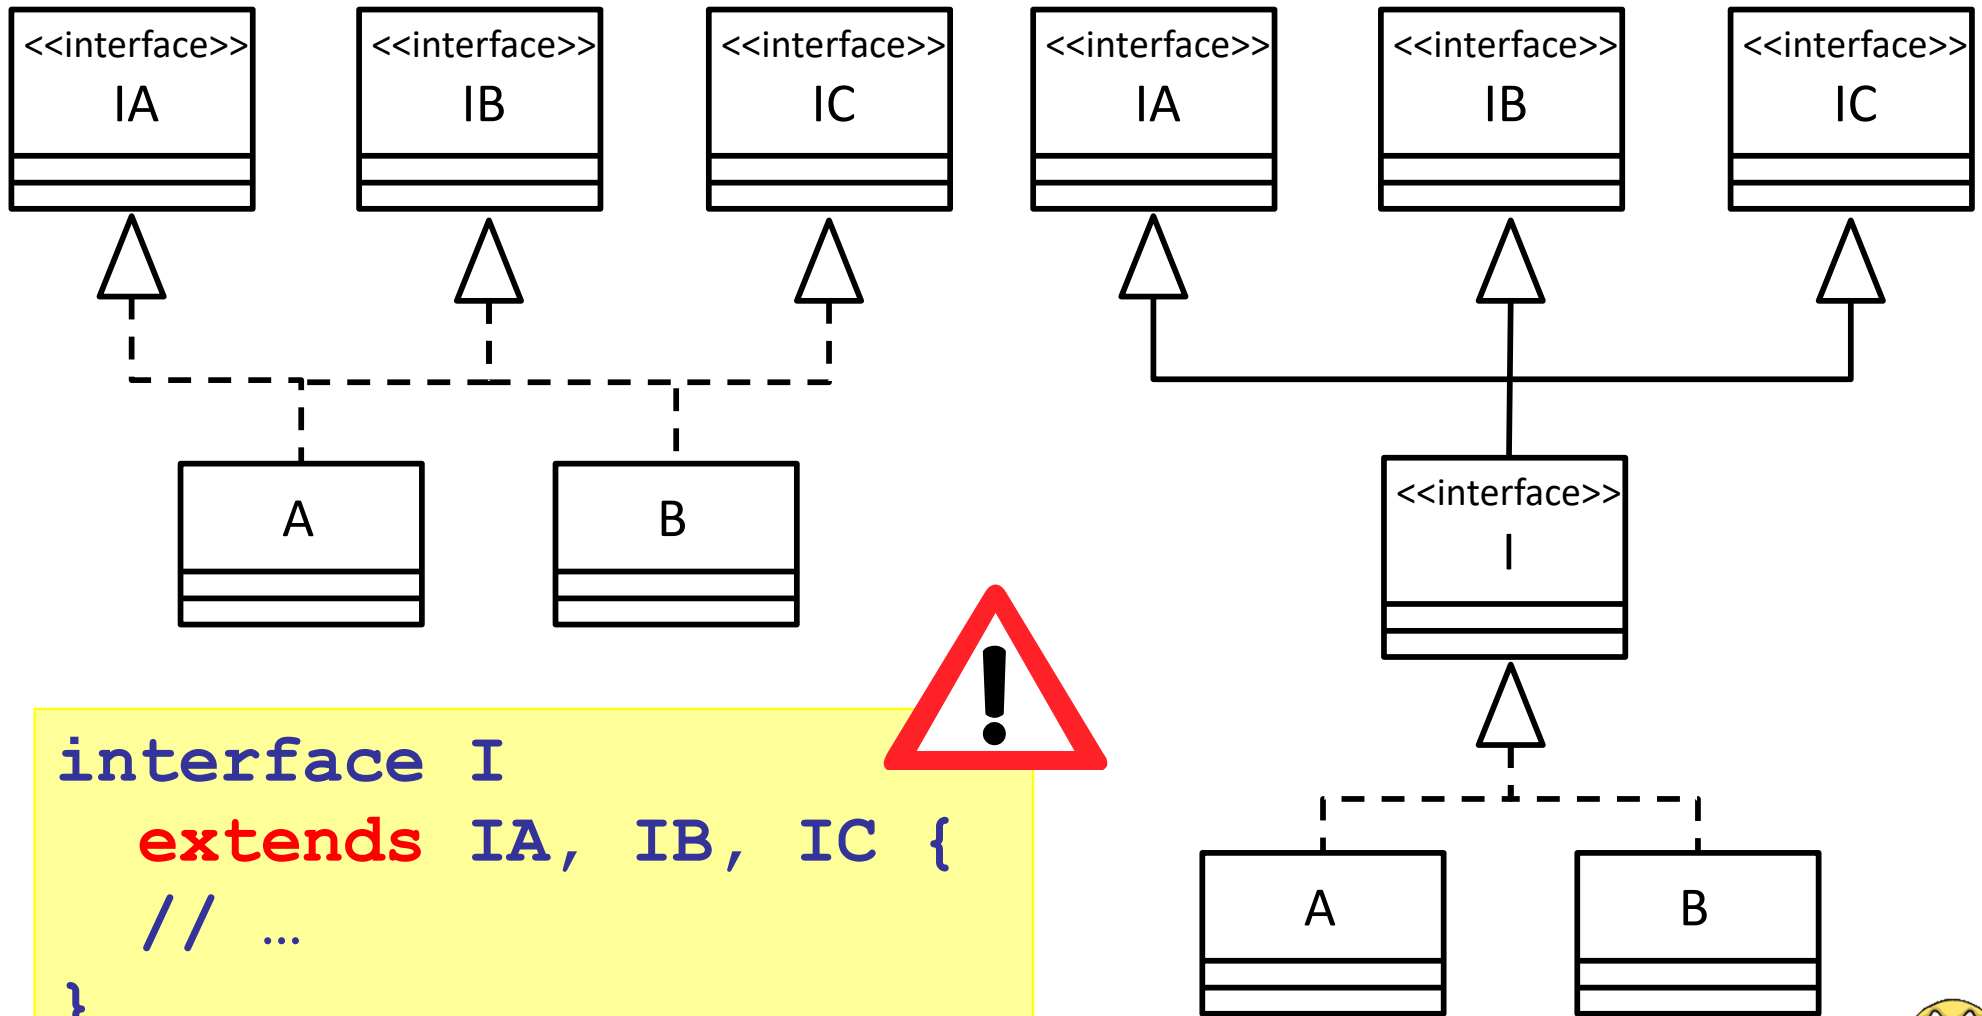 <<interface>>
IA
<<interface>>
IB
<<interface>>
IC
<<interface>>
IA
<<interface>>
IB
<<interface>>
IC
A
B
<<interface>>
I
interface I
extends IA, IB, IC {
// …
}
A
B